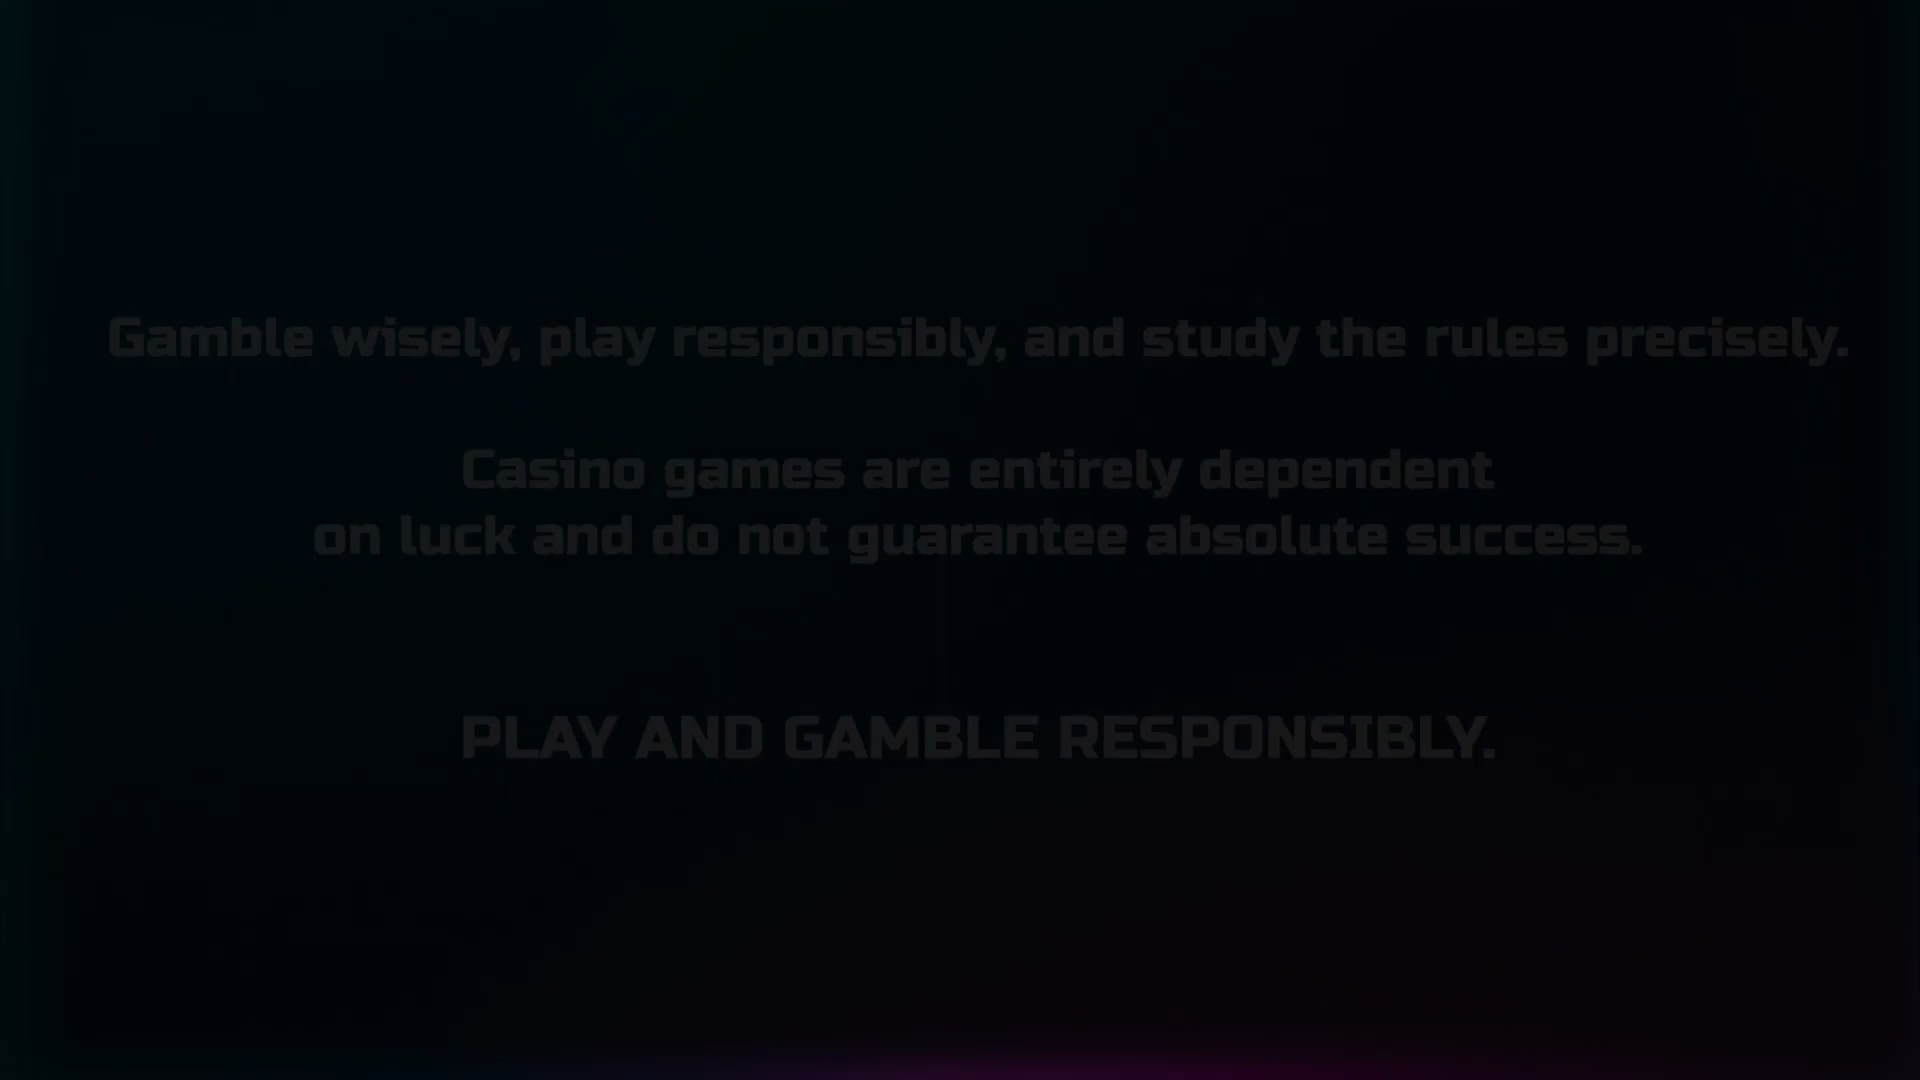 Gamble wisely, play responsibly, and study the rules precisely.
Casino games are entirely dependent
on luck and do not guarantee absolute success.
PLAY AND GAMBLE RESPONSIBLY.